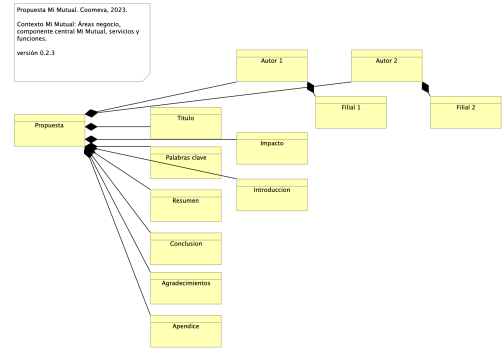 Propuesta Mi Mutual. Coomeva, 2023.
Contexto Mi Mutual: Áreas negocio,
componente central Mi Mutual, servicios y
funciones.
versión 0.2.3
Autor 1
Autor 2
Filial 1
Filial 2
Propuesta
Titulo
Impacto
Palabras clave
Introduccion
Resumen
Conclusion
Agradecimientos
Apendice